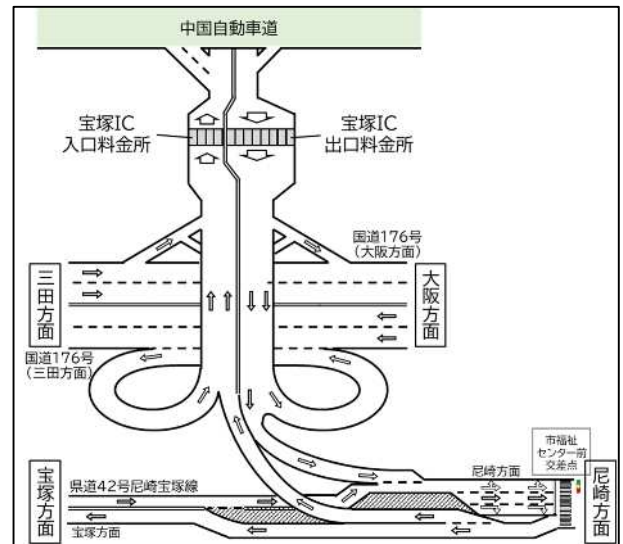 中国自動車道
宝塚IC
入口料金所
宝塚IC
出口料金所
国道176号
(大阪方面)
三田方面
大阪方面
国道176号
(三田方面)
市福祉
センター前
交差点
尼崎方面
宝塚方面
県道42号尼崎宝塚線
尼崎方面
宝塚方面